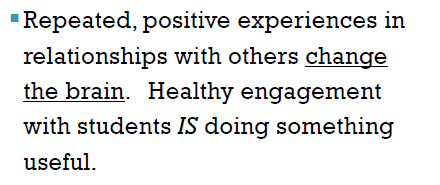 ▪ Repeated, positive experiences in
relationships with others change
the brain.   Healthy engagement
with students IS doing something
useful.